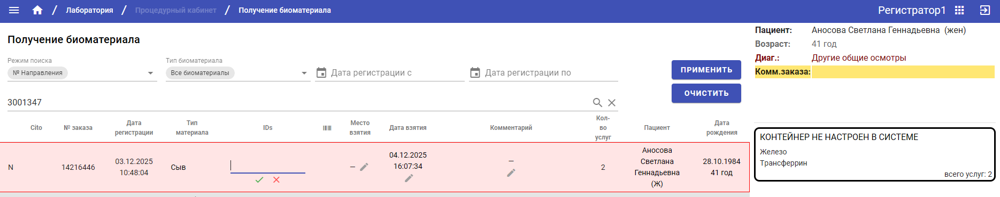 / Лаборатория / Процедурный кабинет / Получение биоматериала
Регистратор1
Получение биоматериала
Режим поиска
№ Направления
Тип биоматериала
Все биоматериалы
Дата регистрации с
Дата регистрации по
ПРИМЕНИТЬ
ОЧИСТИТЬ
3001347
Cito
№ заказа
Дата
регистрации
Тип
материала
IDs
Место
взятия
Дата взятия
Комментарий
Кол-
во
услуг
Пациент
Дата
рождения
N
14216446
03.12.2025
10:48:04
Сыв
—
04.12.2025
16:07:34
—
2
Аносова
Светлана
Геннадьевна
(Ж)
28.10.1984
41 год
Пациент: Аносова Светлана Геннадьевна (жен)
Возраст: 41 год
Диаг.: Другие общие осмотры
Комм.заказа:
КОНТЕЙНЕР НЕ НАСТРОЕН В СИСТЕМЕ
Железо
Трансферрин
всего услуг: 2